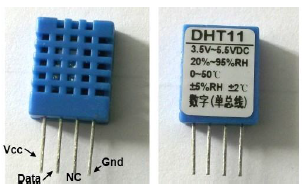 DHT11
3.5V~5.5VDC
20%~95%RH
0~50℃
±5%RH ±2℃
数字(单总线)
Vcc
Data
NC
Gnd